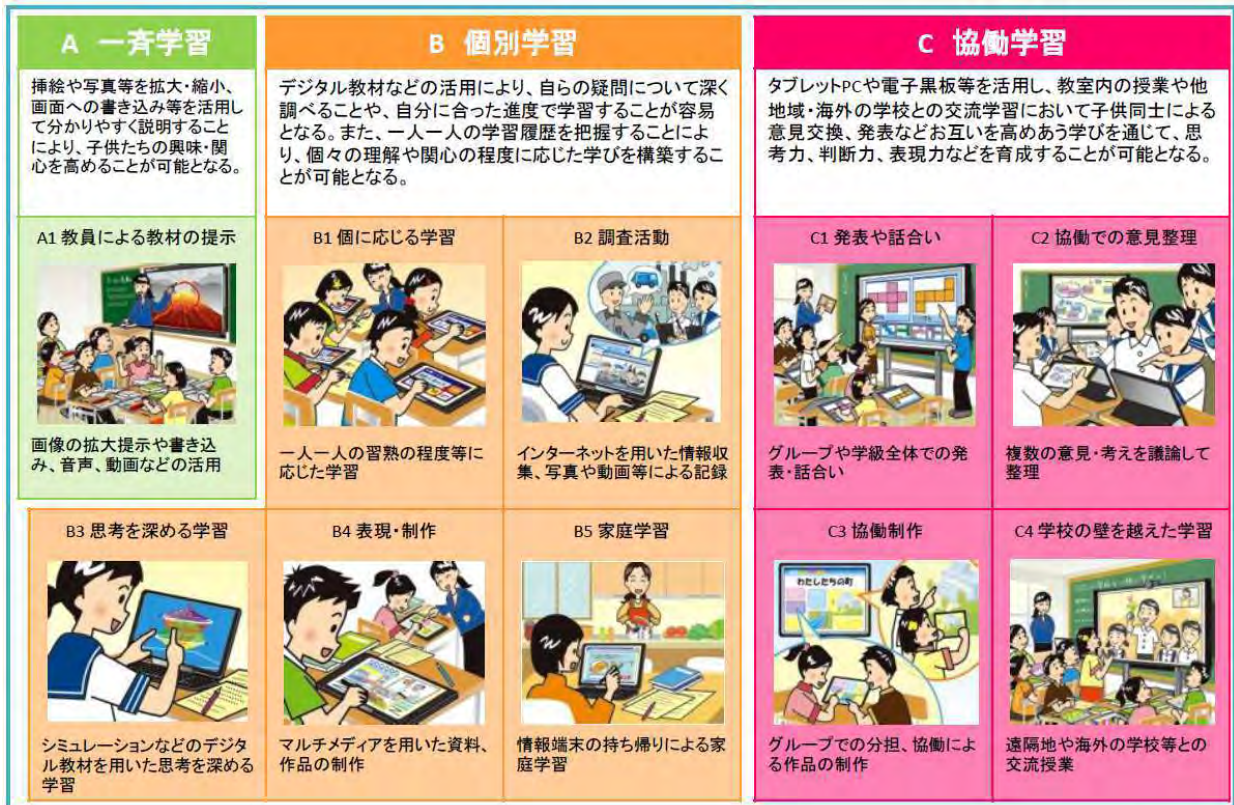 A 一斉学習
挿絵や写真等を拡大・縮小、
画面への書き込み等を活用し
て分かりやすく説明すること
により、子供たちの興味・関
心を高めることが可能となる。
B 個別学習
デジタル教材などの活用により、自らの疑問について深く
調べることや、自分に合った進度で学習することが容易
となる。また、一人一人の学習履歴を把握することによ
り、個々の理解や関心の程度に応じた学びを構築するこ
とが可能となる。
C 協働学習
タブレットPCや電子黒板等を活用し、教室内の授業や他
地域・海外の学校との交流学習において子供同士による
意見交換、発表などお互いを高めあう学びを通じて、思
考力、判断力、表現力などを育成することが可能となる。
A1 教員による教材の提示
画像の拡大提示や書き込
み、音声、動画などの活用
B1 個に応じる学習
一人一人の習熟の程度等に
応じた学習
B2 調査活動
インターネットを用いた情報収
集、写真や動画等による記録
C1 発表や話合い
グループや学級全体での発
表・話合い
C2 協働での意見整理
複数の意見・考えを議論して
整理
B3 思考を深める学習
シミュレーションなどのデジタ
ル教材を用いた思考を深める
学習
B4 表現・制作
マルチメディアを用いた資料、
作品の制作
B5 家庭学習
情報端末の持ち帰りによる家
庭学習
C3 協働制作
わたしたちの町
グループでの分担、協働によ
る作品の制作
C4 学校の壁を越えた学習
遠隔地や海外の学校等との
交流授業